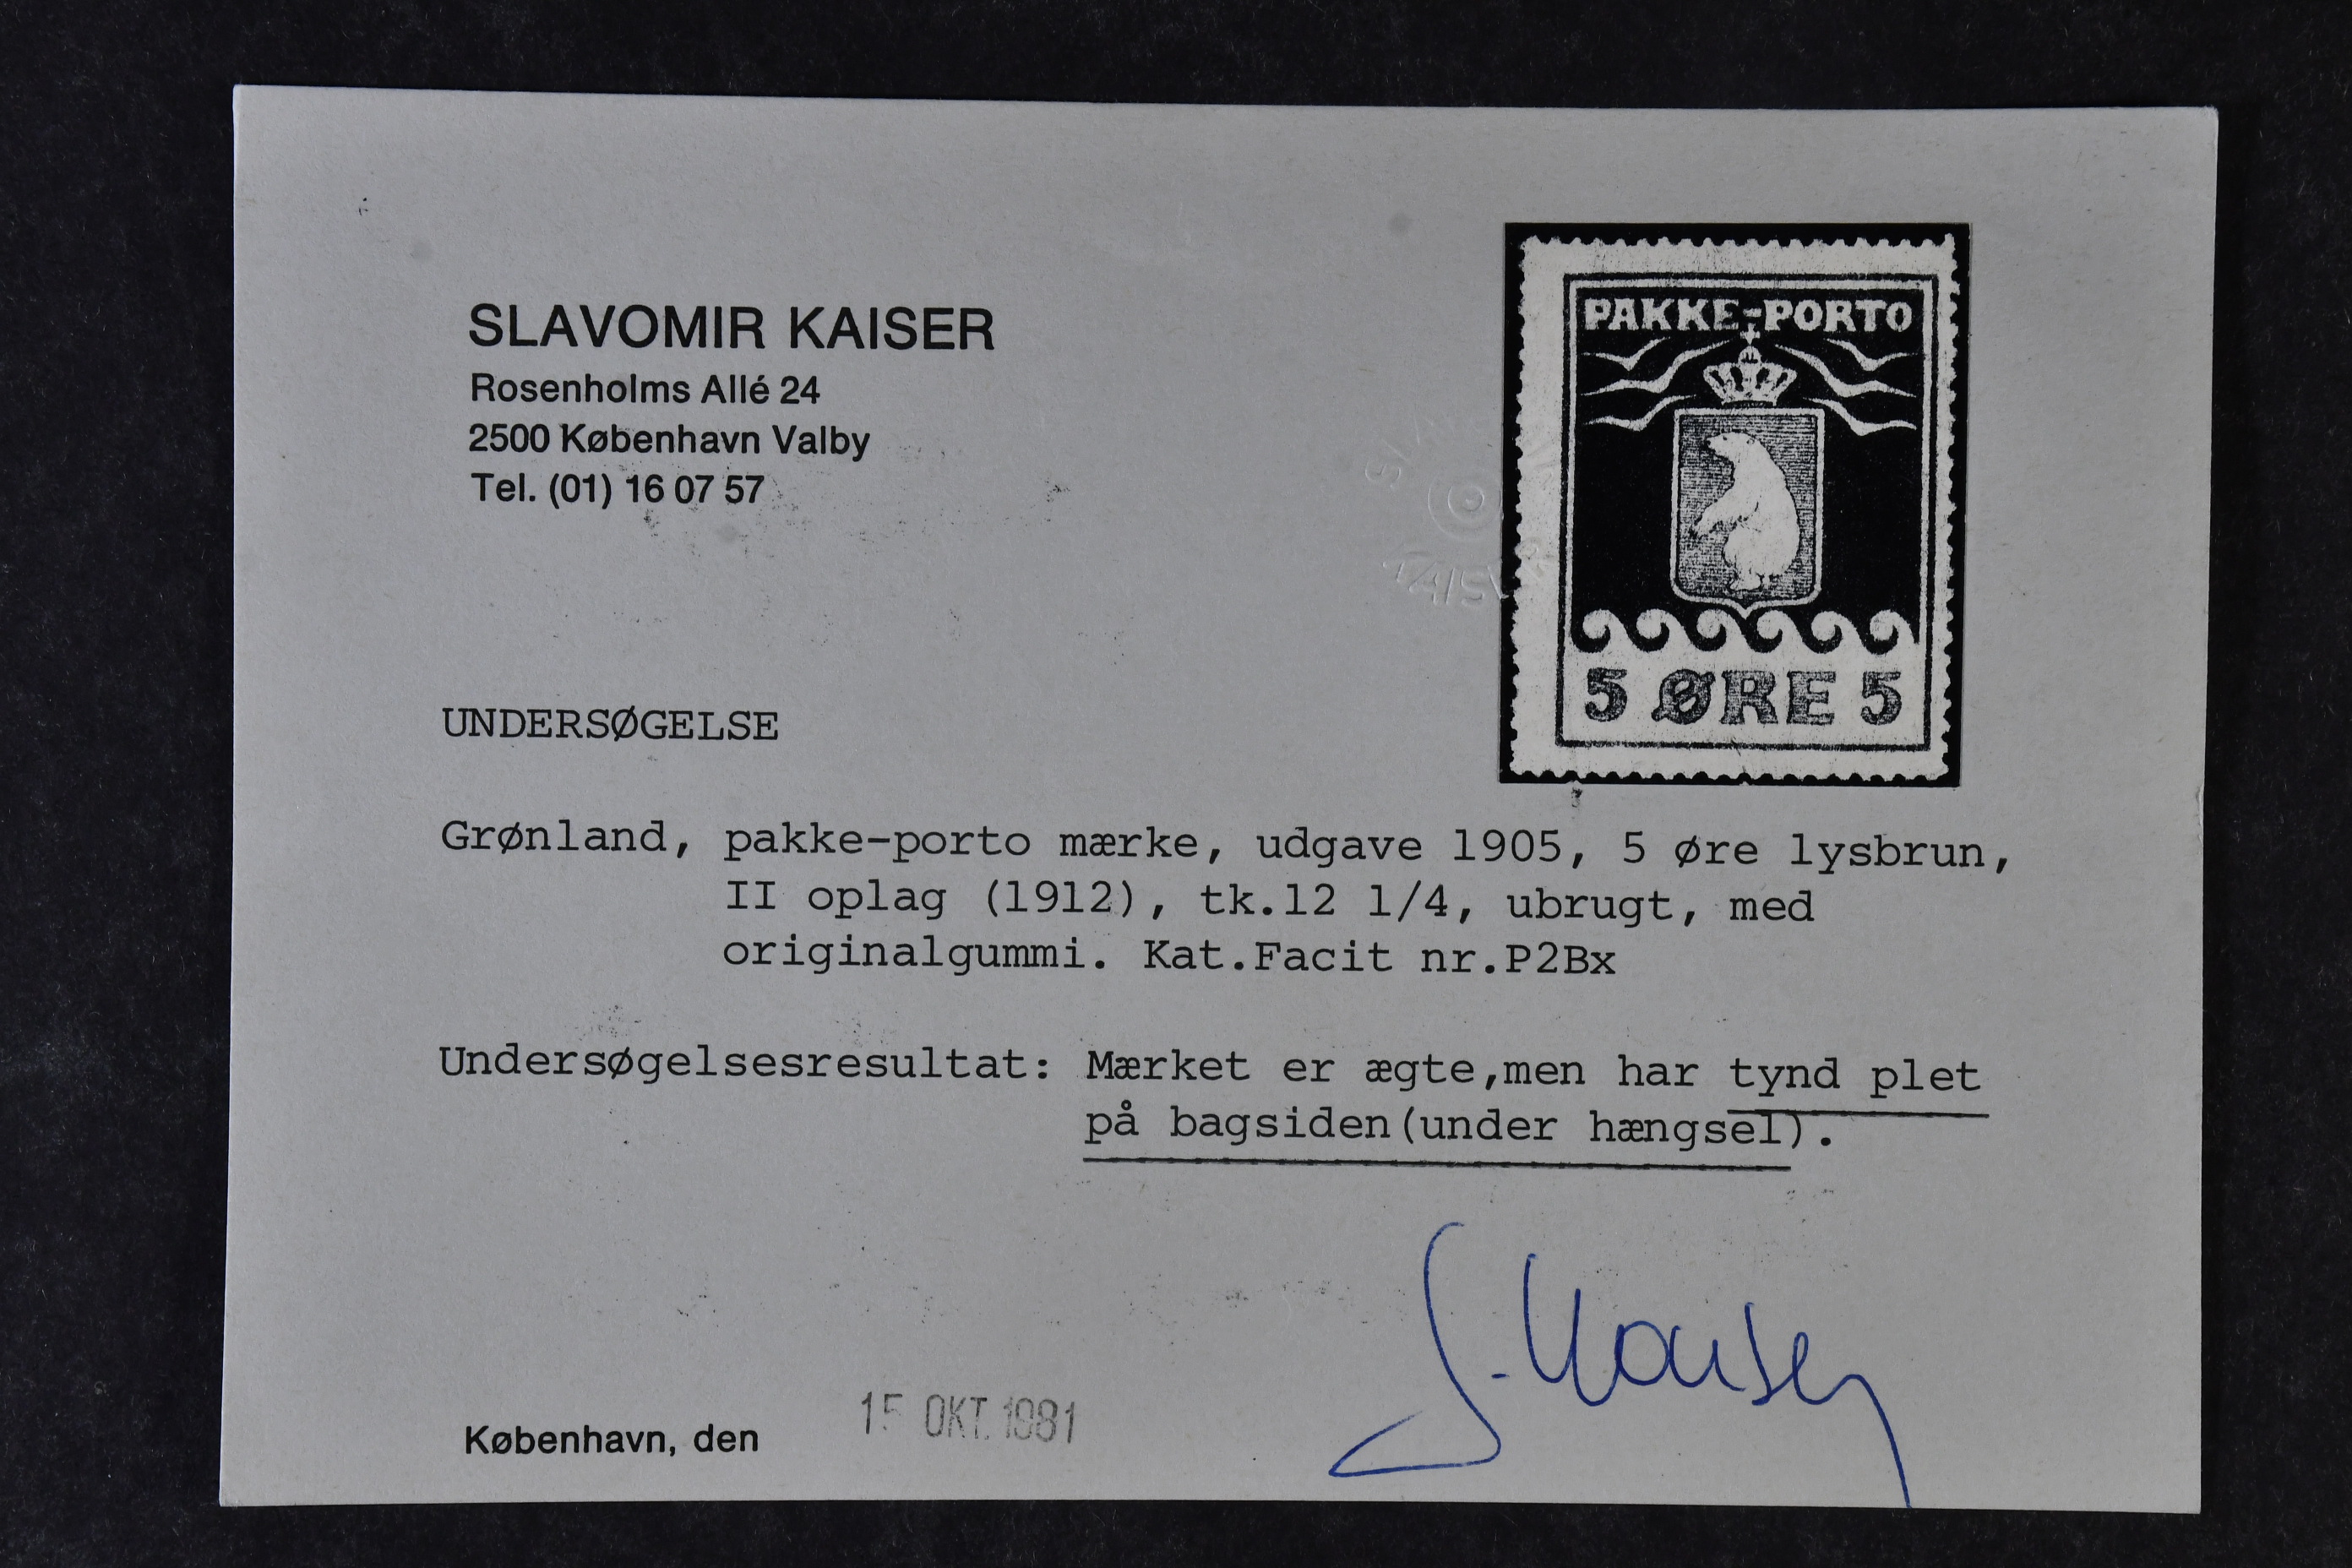 SLAVOMIR KAISER
Rosenholms Allé 24
2500 København Valby
Tel. (01) 16 07 57
PAKKE-PORTO
5 ØRE 5
UNDERSØGELSE
Grønland, pakke-porto mærke, udgave 1905, 5 øre lysbrun,
II oplag (1912), tk.12 1/4, ubrugt, med
originalgummi. Kat.Facit nr.P2Bx
Undersøgelsesresultat: Mærket er ægte,men har tynd plet
på bagsiden(under hængsel).
S. Kaiser
København, den 15 OKT. 1981